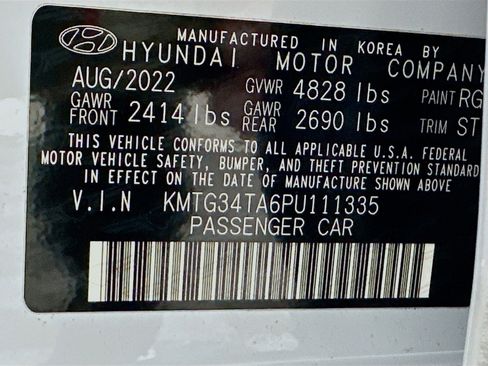 MANUFACTURED IN KOREA BY
HYUNDAI MOTOR COMPANY
AUG/2022 GVWR 4828 lbs PAINT RG
GAWR FRONT 2414 lbs GAWR REAR 2690 lbs TRIM ST
THIS VEHICLE CONFORMS TO ALL APPLICABLE U.S.A. FEDERAL
MOTOR VEHICLE SAFETY, BUMPER, AND THEFT PREVENTION STANDARD
IN EFFECT ON THE DATE OF MANUFACTURE SHOWN ABOVE
V.I.N KMTG34TA6PU111335
PASSENGER CAR